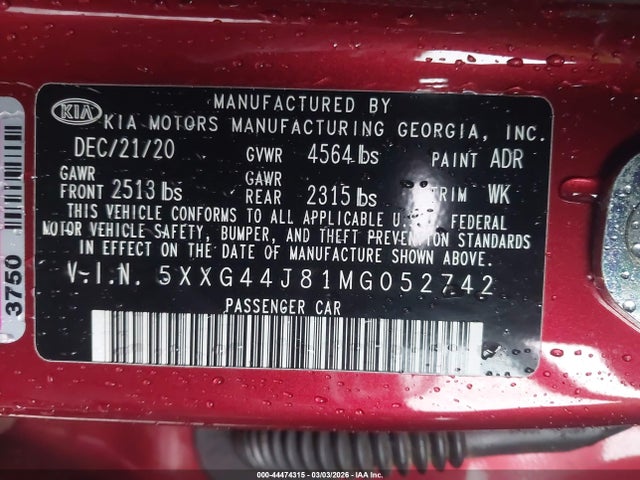 KIA
MANUFACTURED BY
KIA MOTORS MANUFACTURING GEORGIA, INC.
DEC/21/20 GVWR 4564 lbs PAINT ADR
GAWR FRONT 2513 lbs GAWR REAR 2315 lbs TRIM WK
THIS VEHICLE CONFORMS TO ALL APPLICABLE U.S. FEDERAL
MOTOR VEHICLE SAFETY, BUMPER, AND THEFT PREVENTION STANDARDS
IN EFFECT ON THE DATE OF MANUFACTURE SHOWN ABOVE.
V.I.N. 5XXG44J81MG052742
PASSENGER CAR
3750
000-44474315 | 03/03/2026 | IAA Inc.